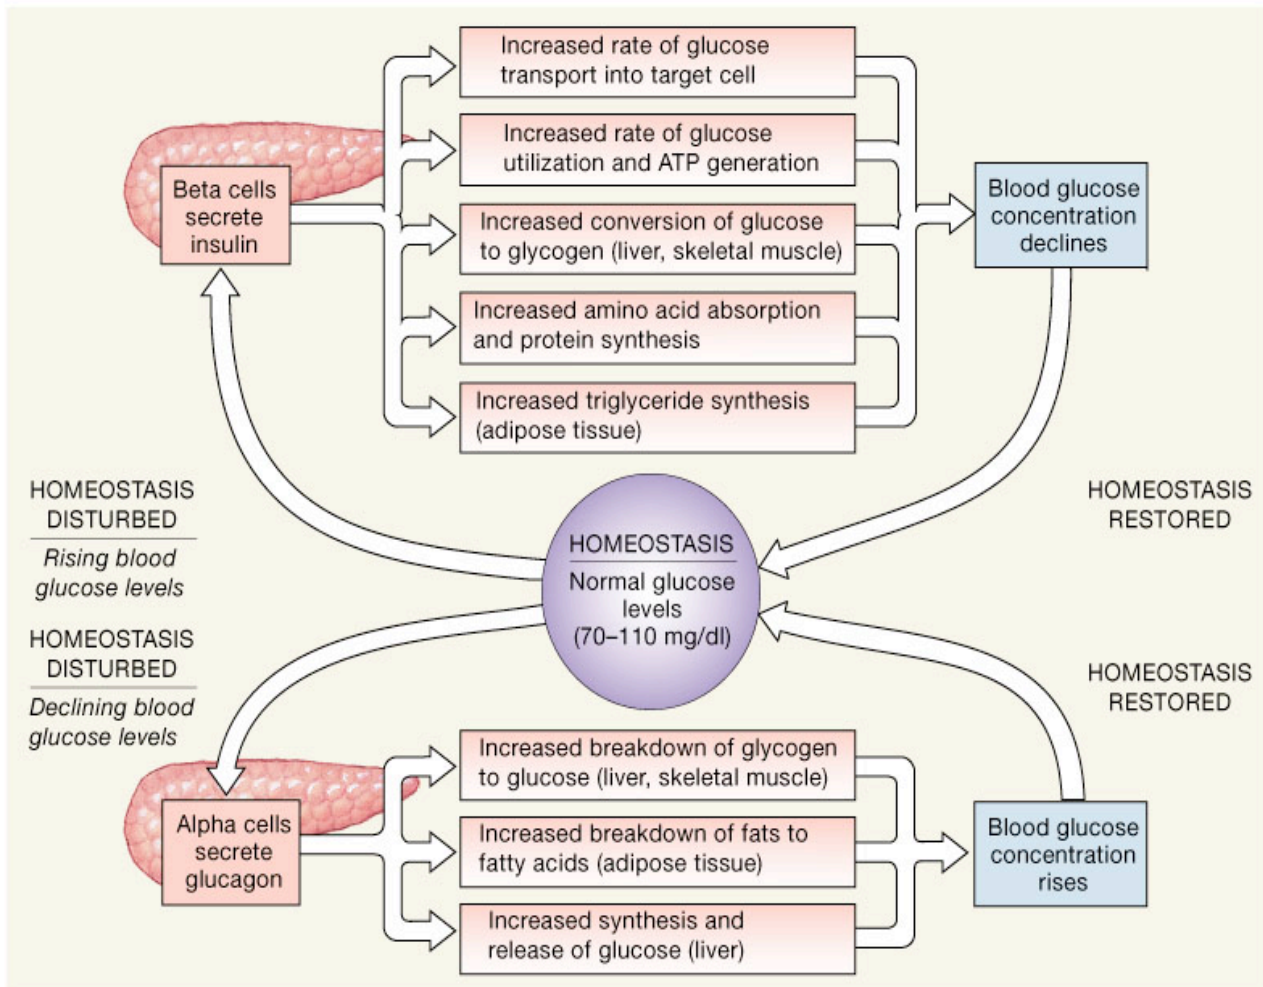 Increased rate of glucose
transport into target cell
Increased rate of glucose
utilization and ATP generation
Beta cells
secrete
insulin
Increased conversion of glucose
to glycogen (liver, skeletal muscle)
Blood glucose
concentration
declines
Increased amino acid absorption
and protein synthesis
Increased triglyceride synthesis
(adipose tissue)
HOMEOSTASIS
DISTURBED
Rising blood
glucose levels
HOMEOSTASIS
RESTORED
HOMEOSTASIS
Normal glucose
levels
(70–110 mg/dl)
HOMEOSTASIS
DISTURBED
Declining blood
glucose levels
HOMEOSTASIS
RESTORED
Increased breakdown of glycogen
to glucose (liver, skeletal muscle)
Alpha cells
secrete
glucagon
Increased breakdown of fats to
fatty acids (adipose tissue)
Blood glucose
concentration
rises
Increased synthesis and
release of glucose (liver)